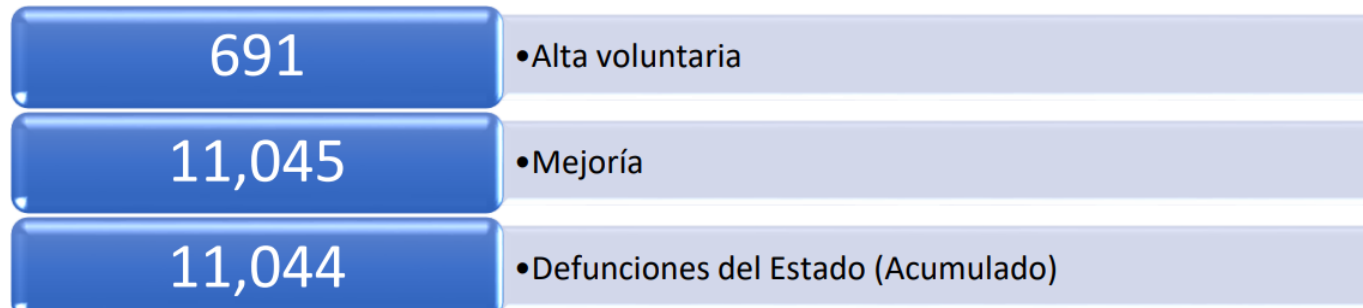 691 •Alta voluntaria
11,045 •Mejoría
11,044 •Defunciones del Estado (Acumulado)